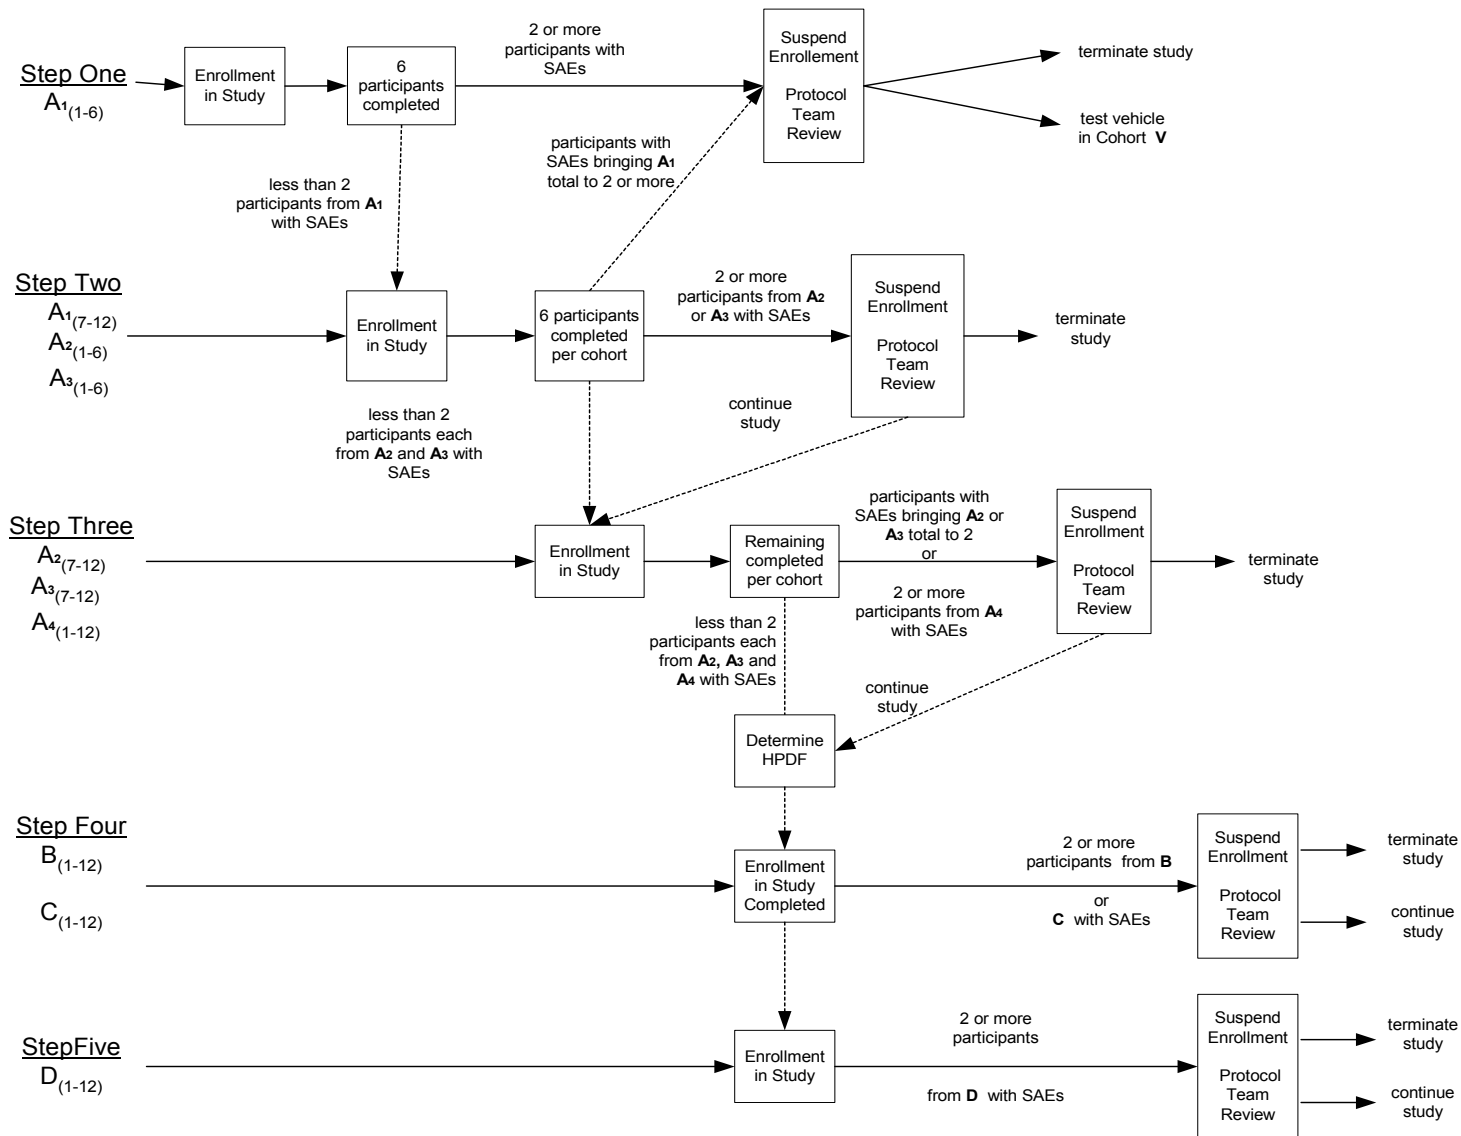 Step One
A1(1-6)
Enrollment
in Study
6
participants
completed
2 or more
participants with
SAEs
Suspend
Enrollement
Protocol
Team
Review
terminate study
test vehicle
in Cohort V
less than 2
participants from A1
with SAEs
participants with
SAEs bringing A1
total to 2 or more
Step Two
A1(7-12)
A2(1-6)
A3(1-6)
Enrollment
in Study
6 participants
completed
per cohort
2 or more
participants from A2
or A3 with SAEs
Suspend
Enrollment
Protocol
Team
Review
terminate
study
less than 2
participants each
from A2 and A3 with
SAEs
continue
study
Step Three
A2(7-12)
A3(7-12)
A4(1-12)
Enrollment
in Study
Remaining
completed
per cohort
participants with
SAEs bringing A2 or
A3 total to 2
or
2 or more
participants from A4
with SAEs
Suspend
Enrollment
Protocol
Team
Review
terminate
study
less than 2
participants each
from A2, A3 and
A4 with SAEs
continue
study
Determine
HPDF
Step Four
B(1-12)
C(1-12)
Enrollment
in Study
Completed
2 or more
participants from B
or
C with SAEs
Suspend
Enrollment
Protocol
Team
Review
terminate
study
continue
study
StepFive
D(1-12)
Enrollment
in Study
2 or more
participants
from D with SAEs
Suspend
Enrollment
Protocol
Team
Review
terminate
study
continue
study